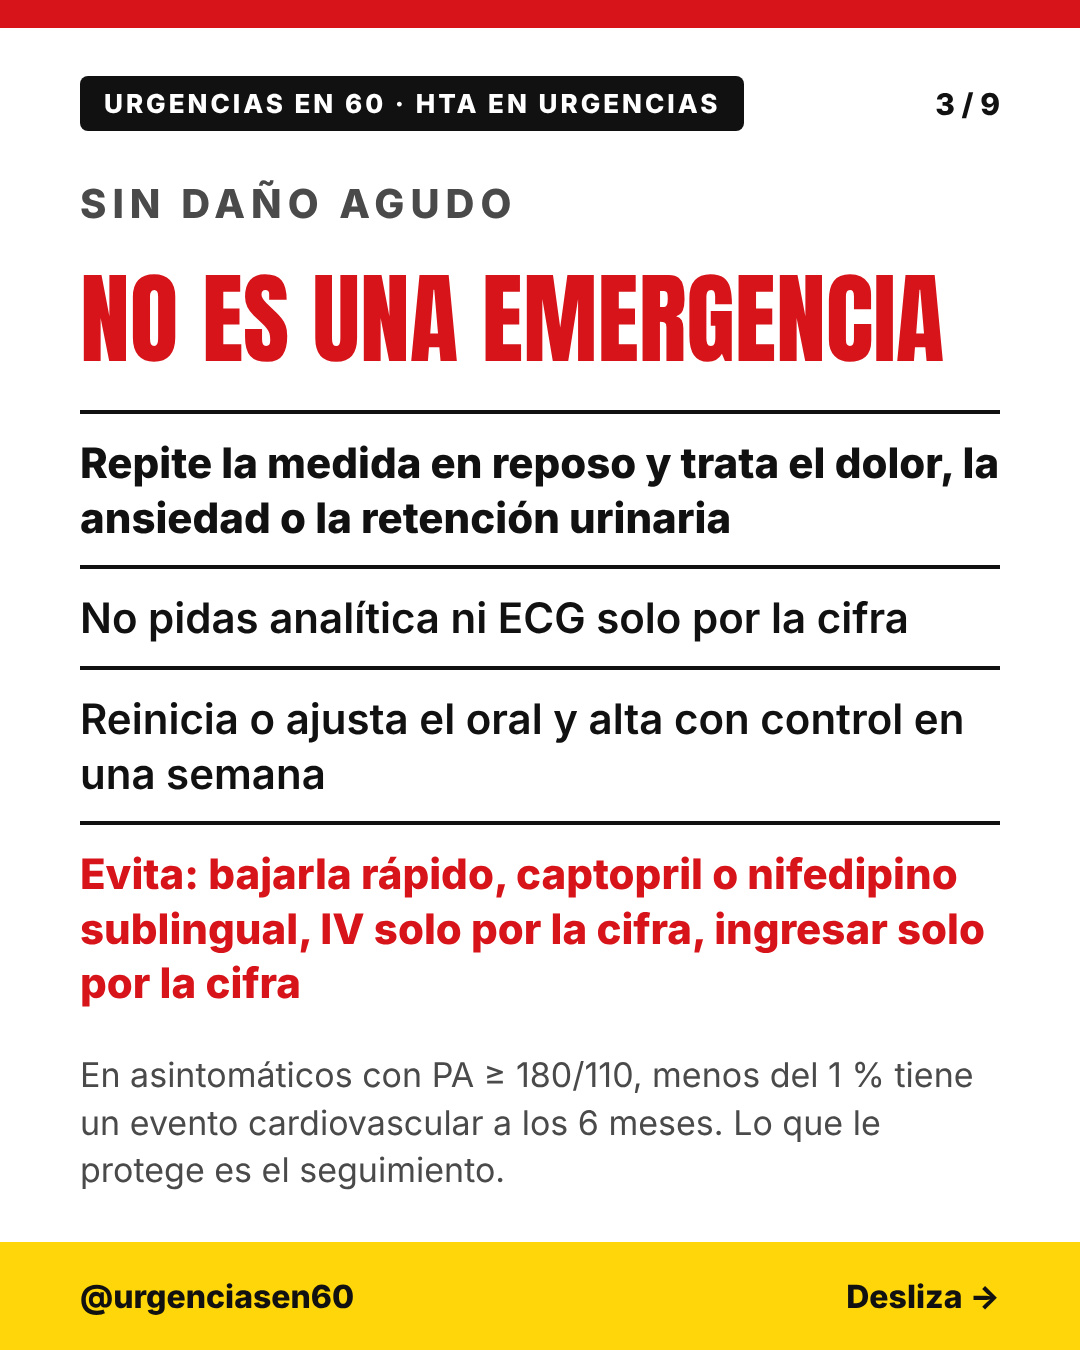 URGENCIAS EN 60 · HTA EN URGENCIAS
3 / 9
SIN DAÑO AGUDO
NO ES UNA EMERGENCIA
Repite la medida en reposo y trata el dolor, la
ansiedad o la retención urinaria
No pidas analítica ni ECG solo por la cifra
Reinicia o ajusta el oral y alta con control en
una semana
Evita: bajarla rápido, captopril o nifedipino
sublingual, IV solo por la cifra, ingresar solo
por la cifra
En asintomáticos con PA ≥ 180/110, menos del 1 % tiene
un evento cardiovascular a los 6 meses. Lo que le
protege es el seguimiento.
@urgenciasen60
Desliza →